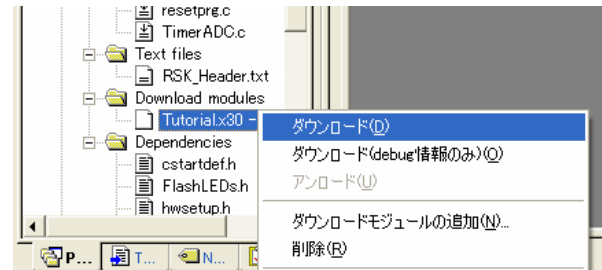 resetprg.c
TimerADC.c
Text files
RSK_Header.txt
Download modules
Tutorial.x30 -
Dependencies
cstartdef.h
FlashLEDs.h
hwsetup.h
P...
T...
N...
ダウンロード(D)
ダウンロード(debug情報のみ)(O)
アンロード(U)
ダウンロードモジュールの追加(N)...
削除(R)